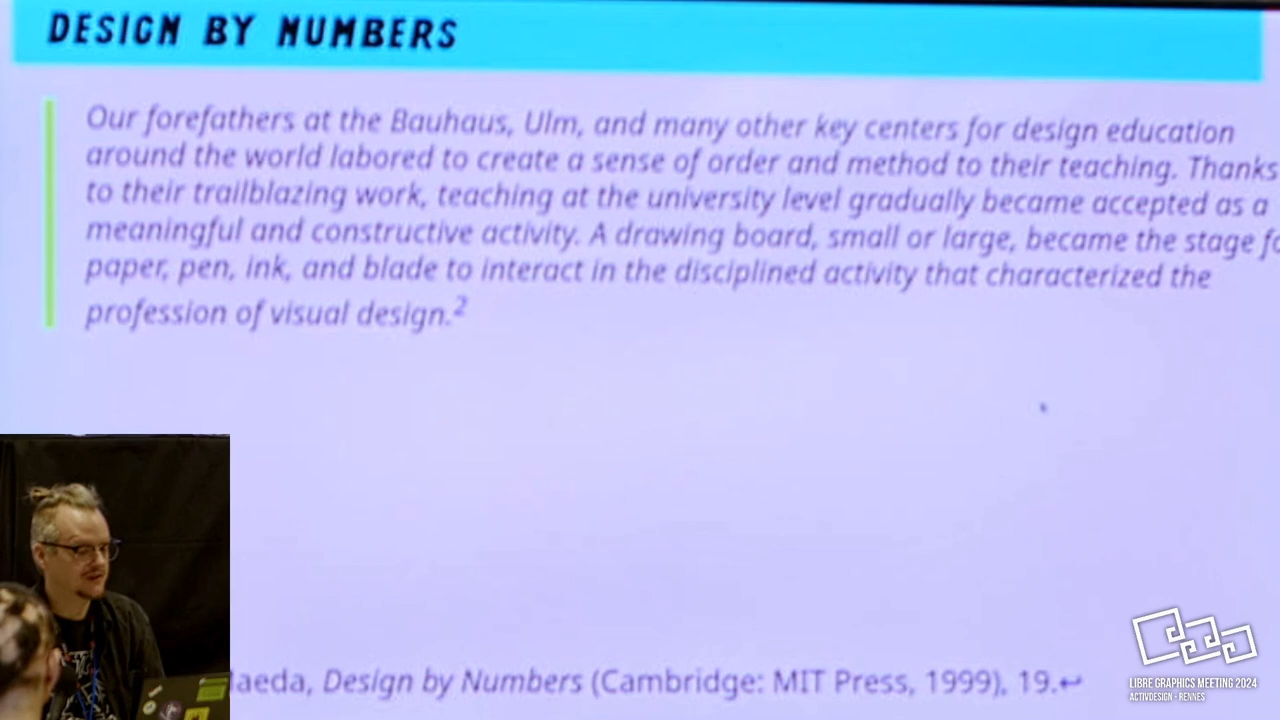 DESIGN BY NUMBERS
Our forefathers at the Bauhaus, Ulm, and many other key centers for design education
around the world labored to create a sense of order and method to their teaching. Thanks
to their trailblazing work, teaching at the university level gradually became accepted as a
meaningful and constructive activity. A drawing board, small or large, became the stage
paper, pen, ink, and blade to interact in the disciplined activity that characterized the
profession of visual design.2
Design by Numbers (Cambridge: MIT Press, 1999), 19.↩
LIBRE GRAPHICS MEETING 2024
ACTIVDESIGN - RENNES